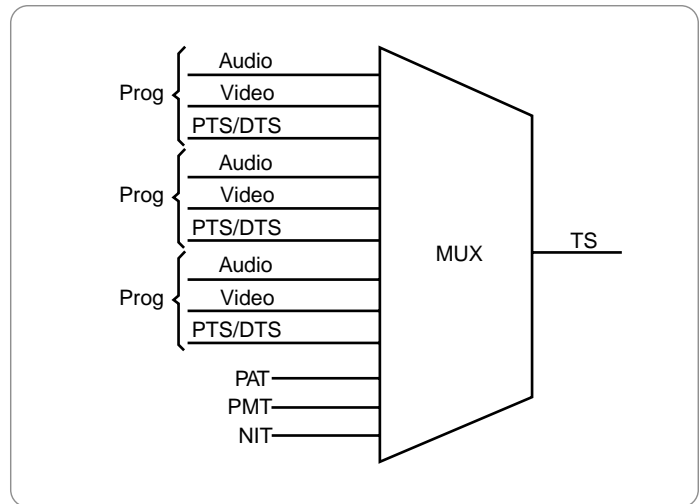 Audio
Prog
Video
PTS/DTS
Audio
Prog
Video
PTS/DTS
MUX
TS
Audio
Prog
Video
PTS/DTS
PAT
PMT
NIT